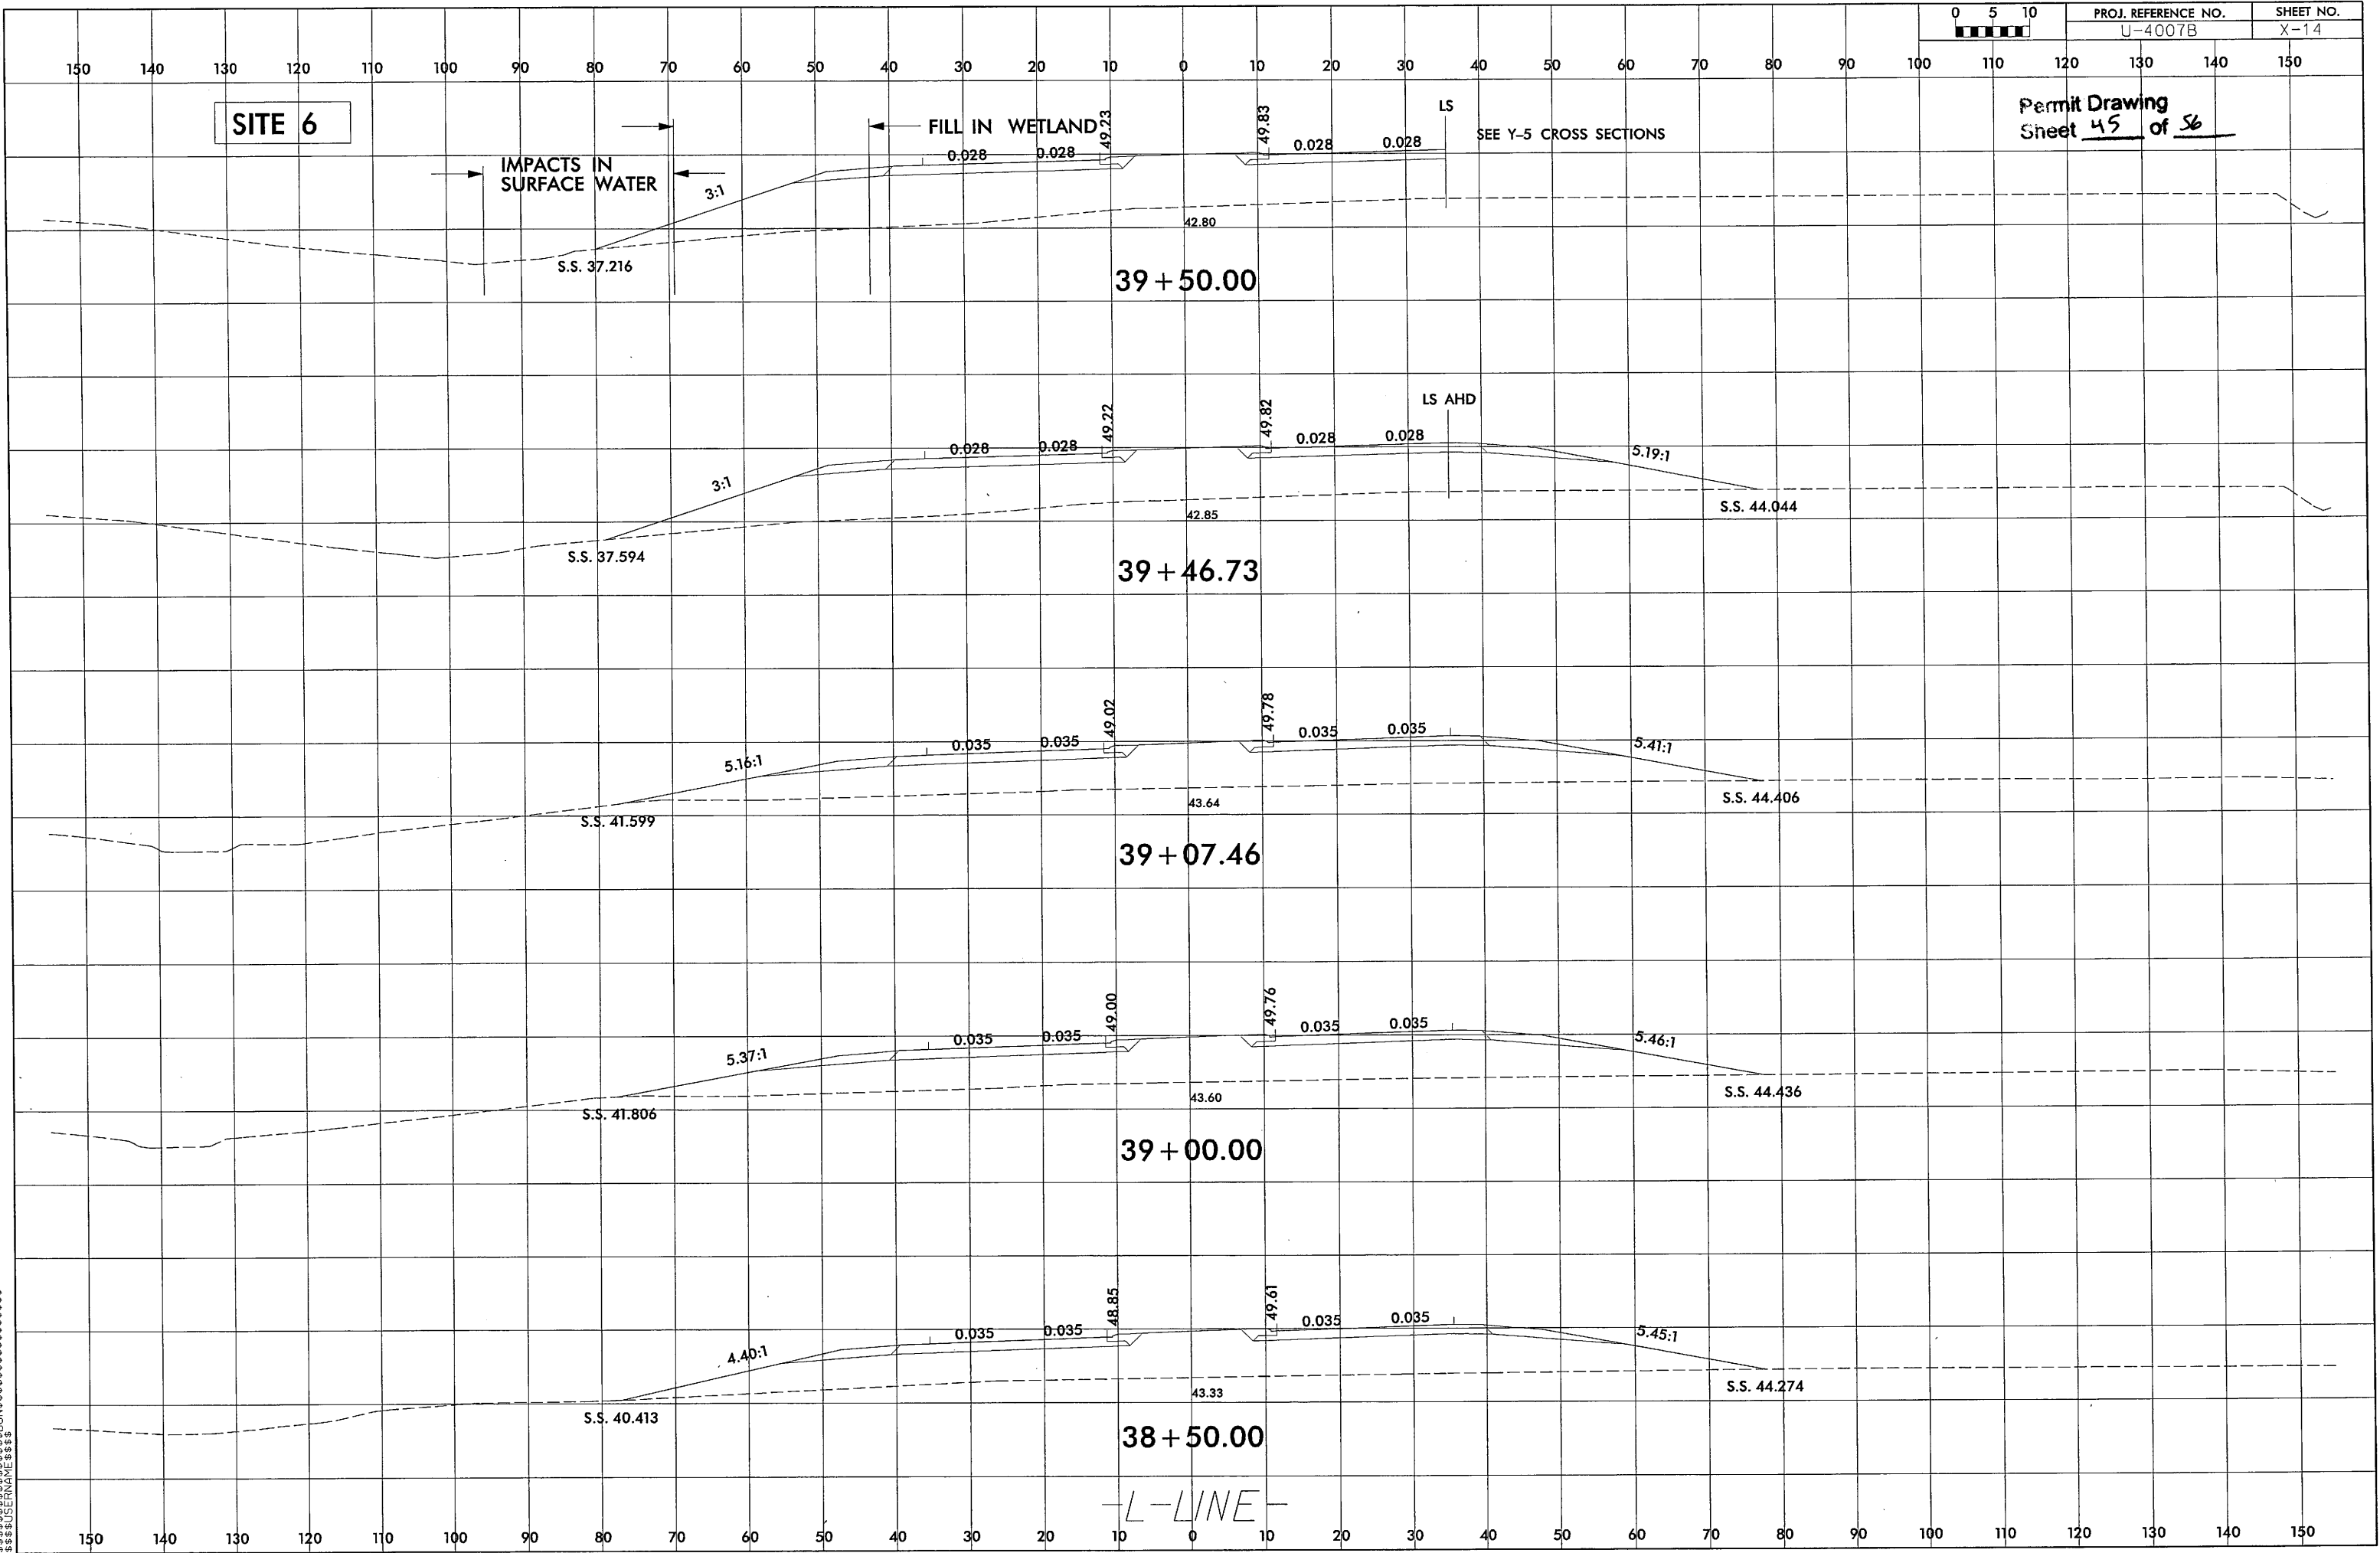 0 5 10 PROJ. REFERENCE NO. SHEET NO.
U-4007B X-14
150 140 130 120 110 100 90 80 70 60 50 40 30 20 10 0 10 20 30 40 50 60 70 80 90 100 110 120 130 140 150
Permit Drawing
Sheet 45 of 56
SITE 6
IMPACTS IN
SURFACE WATER
FILL IN WETLAND
49.23
49.83
LS
SEE Y-5 CROSS SECTIONS
3:1
0.028 0.028 0.028 0.028
42.80
S.S. 37.216
39+50.00
49.22
49.82
LS AHD
3:1
0.028 0.028 0.028 0.028
5.19:1
42.85
S.S. 37.594
S.S. 44.044
39+46.73
49.02
49.78
5.16:1
0.035 0.035 0.035 0.035
5.41:1
43.64
S.S. 41.599
S.S. 44.406
39+07.46
49.00
49.76
5.37:1
0.035 0.035 0.035 0.035
5.46:1
43.60
S.S. 41.806
S.S. 44.436
39+00.00
48.85
49.61
4.40:1
0.035 0.035 0.035 0.035
5.45:1
43.33
S.S. 40.413
S.S. 44.274
38+50.00
-L-LINE-
150 140 130 120 110 100 90 80 70 60 50 40 30 20 10 0 10 20 30 40 50 60 70 80 90 100 110 120 130 140 150
$$$$USERNAME$$$$